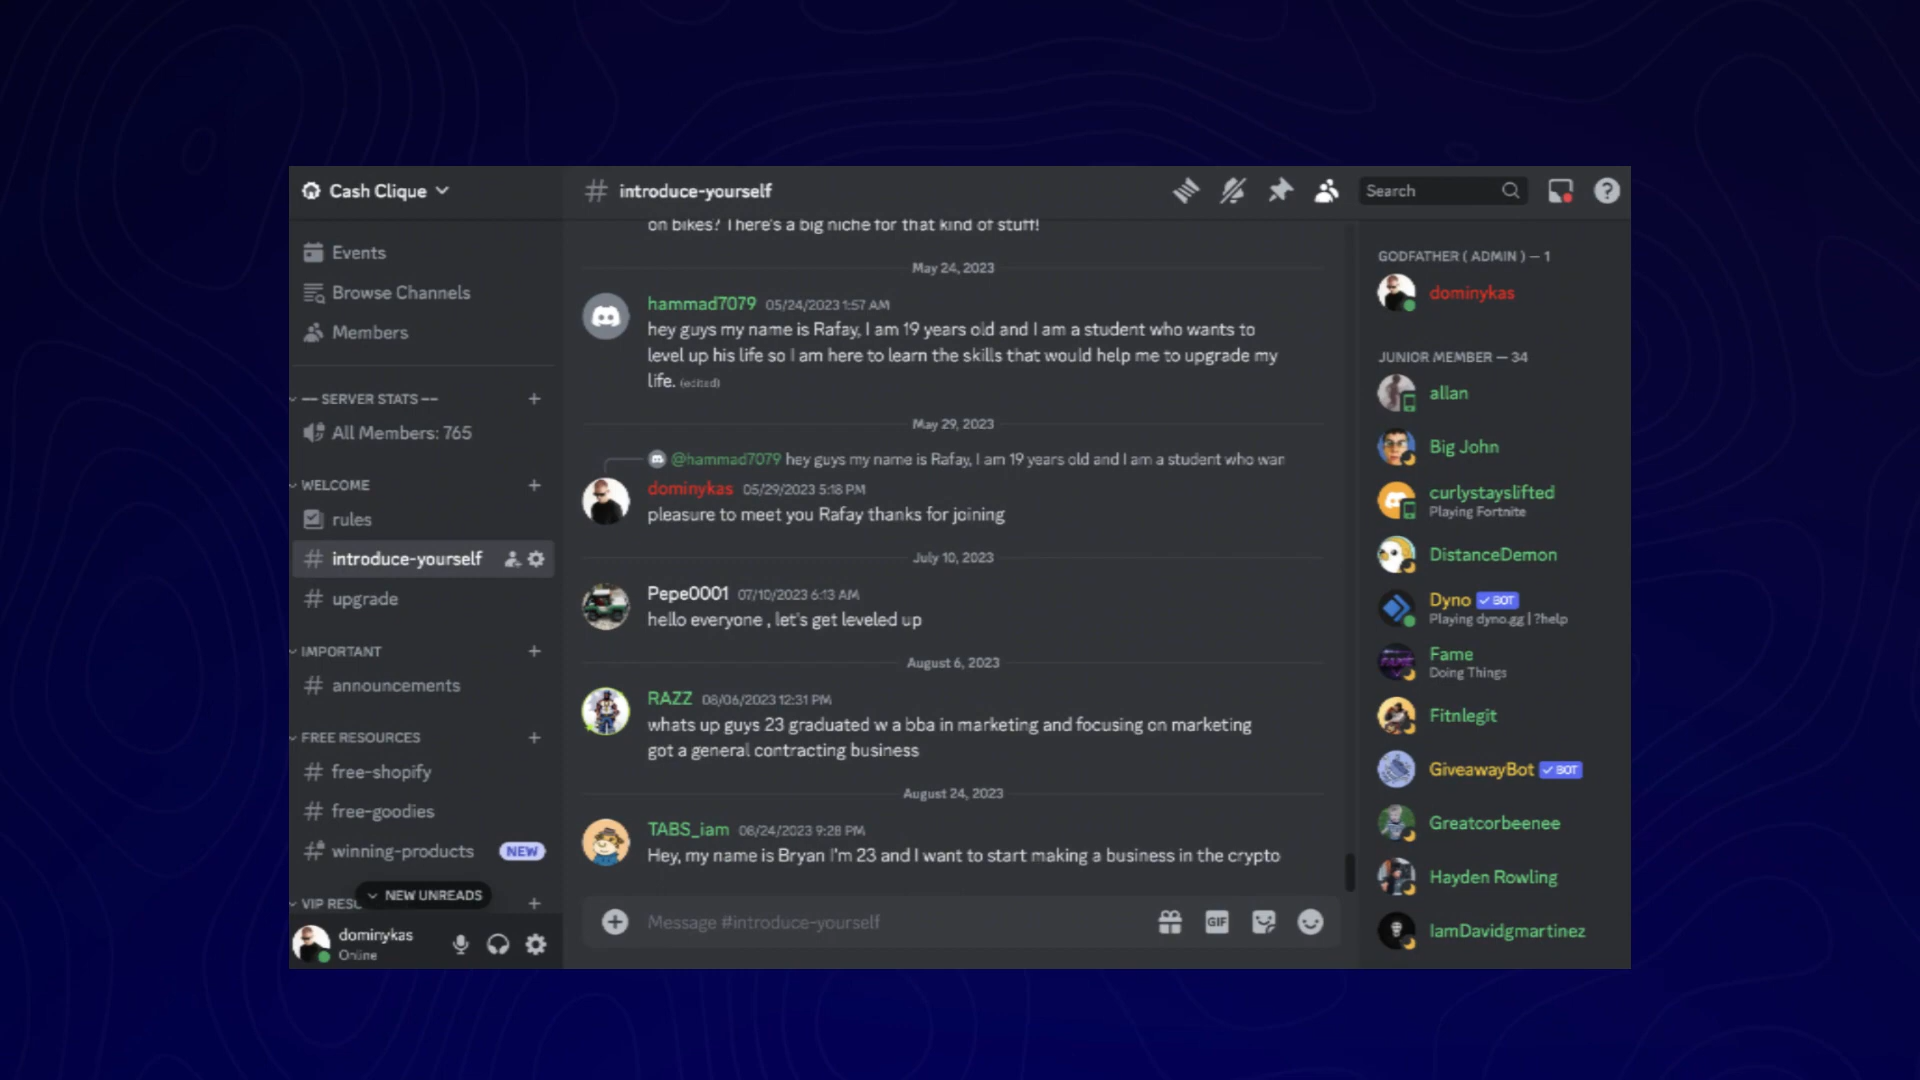 Cash Clique
Events
Browse Channels
Members
— SERVER STATS —
All Members: 765
WELCOME
rules
introduce-yourself
upgrade
IMPORTANT
announcements
FREE RESOURCES
free-shopify
free-goodies
winning-products NEW
NEW UNREADS
VIP RESO
dominykas
Online
introduce-yourself
Search
on bikes? There's a big niche for that kind of stuff!
May 24, 2023
hammad7079 05/24/2023 1:57 AM
hey guys my name is Rafay, I am 19 years old and I am a student who wants to
level up his life so I am here to learn the skills that would help me to upgrade my
life. (edited)
May 29, 2023
@hammad7079 hey guys my name is Rafay, I am 19 years old and I am a student who wan
dominykas 05/29/2023 5:18 PM
pleasure to meet you Rafay thanks for joining
July 10, 2023
Pepe0001 07/10/2023 6:13 AM
hello everyone , let's get leveled up
August 6, 2023
RAZZ 08/06/2023 12:31 PM
whats up guys 23 graduated w a bba in marketing and focusing on marketing
got a general contracting business
August 24, 2023
TABS_iam 08/24/2023 9:28 PM
Hey, my name is Bryan I'm 23 and I want to start making a business in the crypto
Message #introduce-yourself
GIF
GODFATHER ( ADMIN ) — 1
dominykas
JUNIOR MEMBER — 34
allan
Big John
curlystayslifted
Playing Fortnite
DistanceDemon
Dyno BOT
Playing dyno.gg | ?help
FAME
Fame
Doing Things
Fitnlegit
GiveawayBot BOT
Greatcorbeenee
Hayden Rowling
IamDavidgmartinez